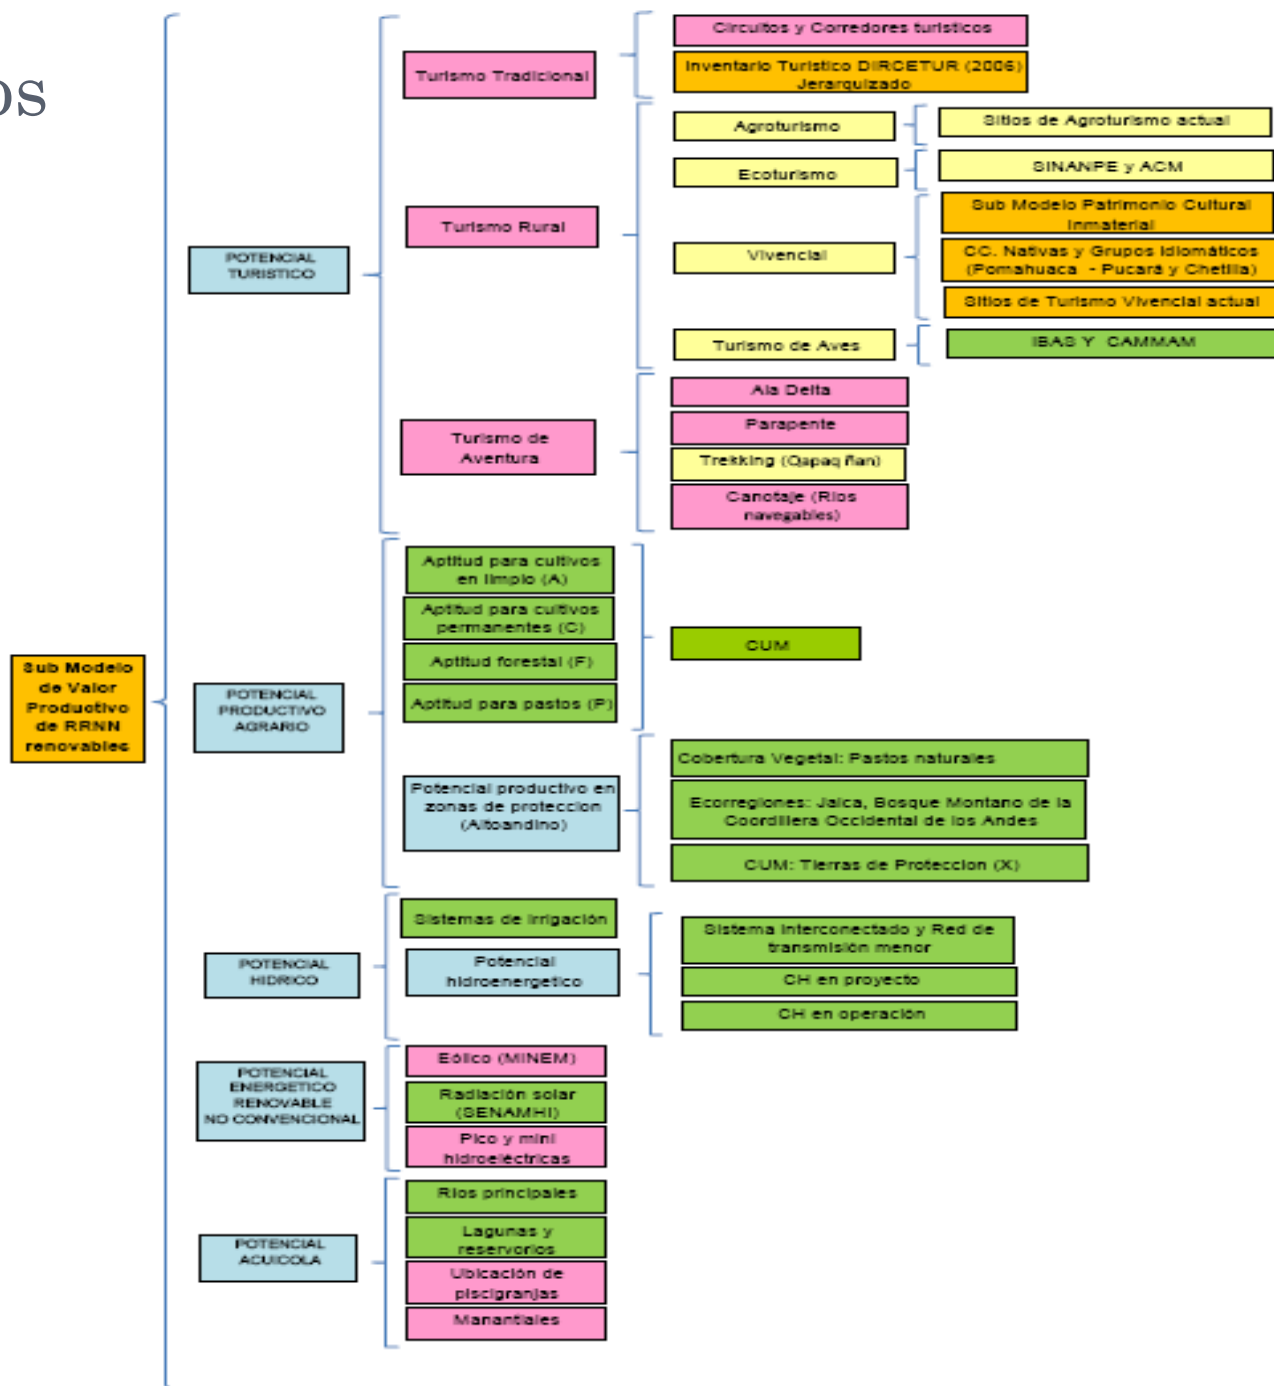 os
Circuitos y Corredores turisticos
Turismo Tradicional
Inventario Turistico DIRCETUR (2006)
Jerarquizado
Agroturismo
Sitios de Agroturismo actual
Ecoturismo
SINANPE y ACM
Turismo Rural
Sub Modelo Patrimonio Cultural
Inmaterial
Vivencial
CC. Nativas y Grupos Idiomáticos
(Pomahuaca - Pucará y Chetilla)
Sitios de Turismo Vivencial actual
POTENCIAL
TURISTICO
Turismo de Aves
IBAS Y CAMMAM
Ala Delta
Parapente
Turismo de
Aventura
Trekking (Qapaq Ñan)
Canotaje (Rios
navegables)
Aptitud para cultivos
en limpio (A)
Aptitud para cultivos
permanentes (C)
CUM
Aptitud forestal (F)
Aptitud para pastos (P)
Sub Modelo
de Valor
Productivo
de RRNN
renovables
POTENCIAL
PRODUCTIVO
AGRARIO
Cobertura Vegetal: Pastos naturales
Potencial productivo en
zonas de proteccion
(Altoandino)
Ecorregiones: Jalca, Bosque Montano de la
Coordillera Occidental de los Andes
CUM: Tierras de Proteccion (X)
Sistemas de irrigación
Sistema interconectado y Red de
transmisión menor
POTENCIAL
HIDRICO
Potencial
hidroenergetico
CH en proyecto
CH en operación
Eólico (MINEM)
POTENCIAL
ENERGETICO
RENOVABLE
NO CONVENCIONAL
Radiación solar
(SENAMHI)
Pico y mini
hidroeléctricas
Rios principales
Lagunas y
reservorios
POTENCIAL
ACUICOLA
Ubicación de
piscigranjas
Manantiales